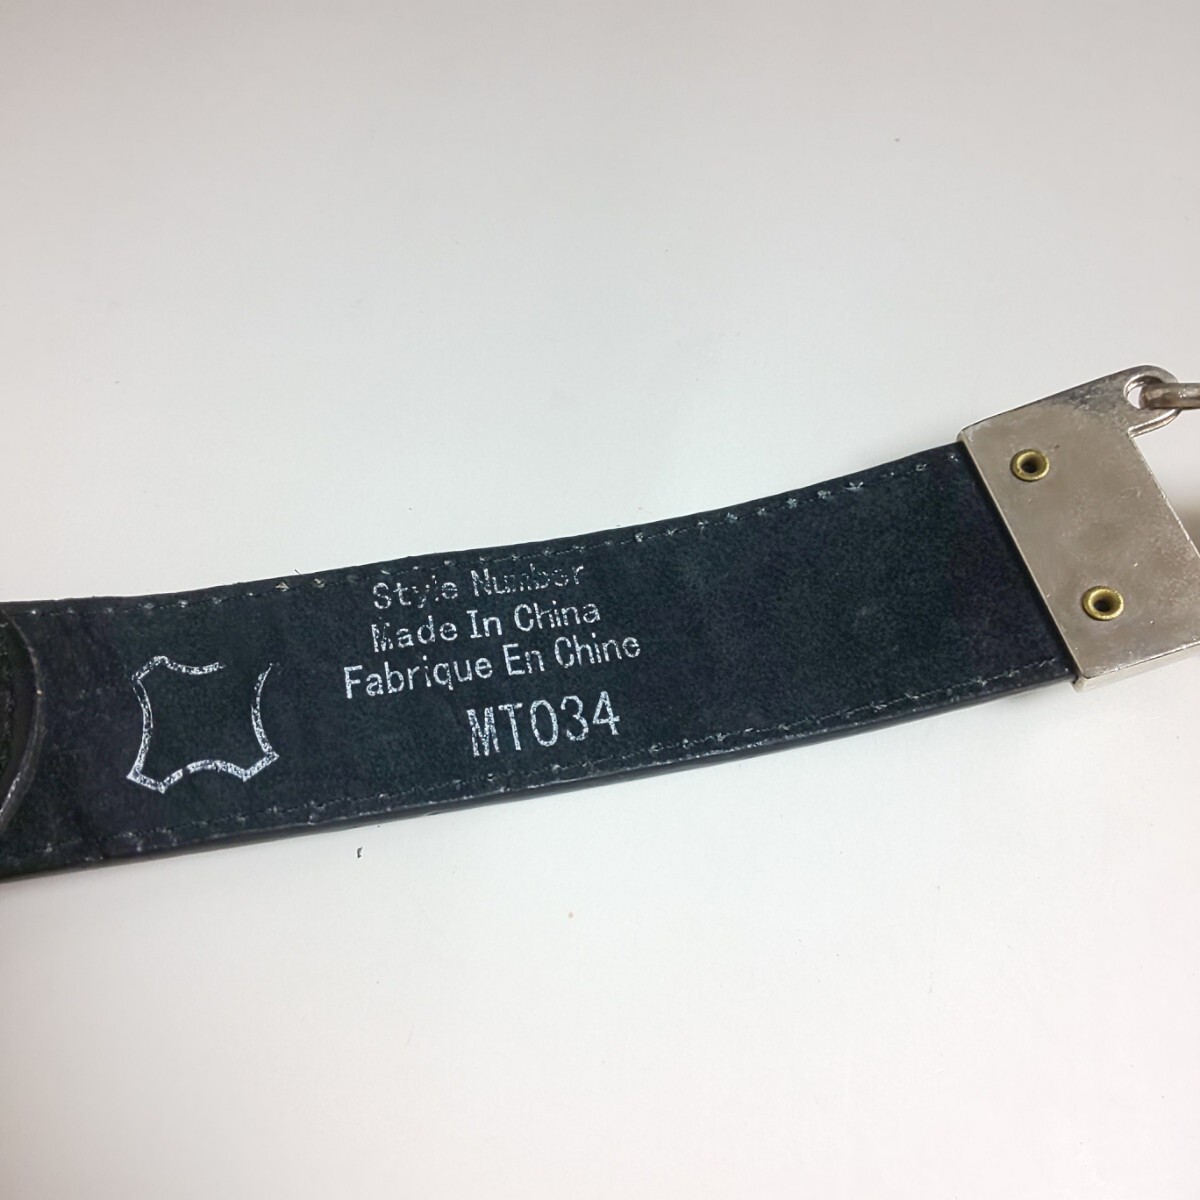 Style Number
Made In China
Fabrique En Chine
MT034